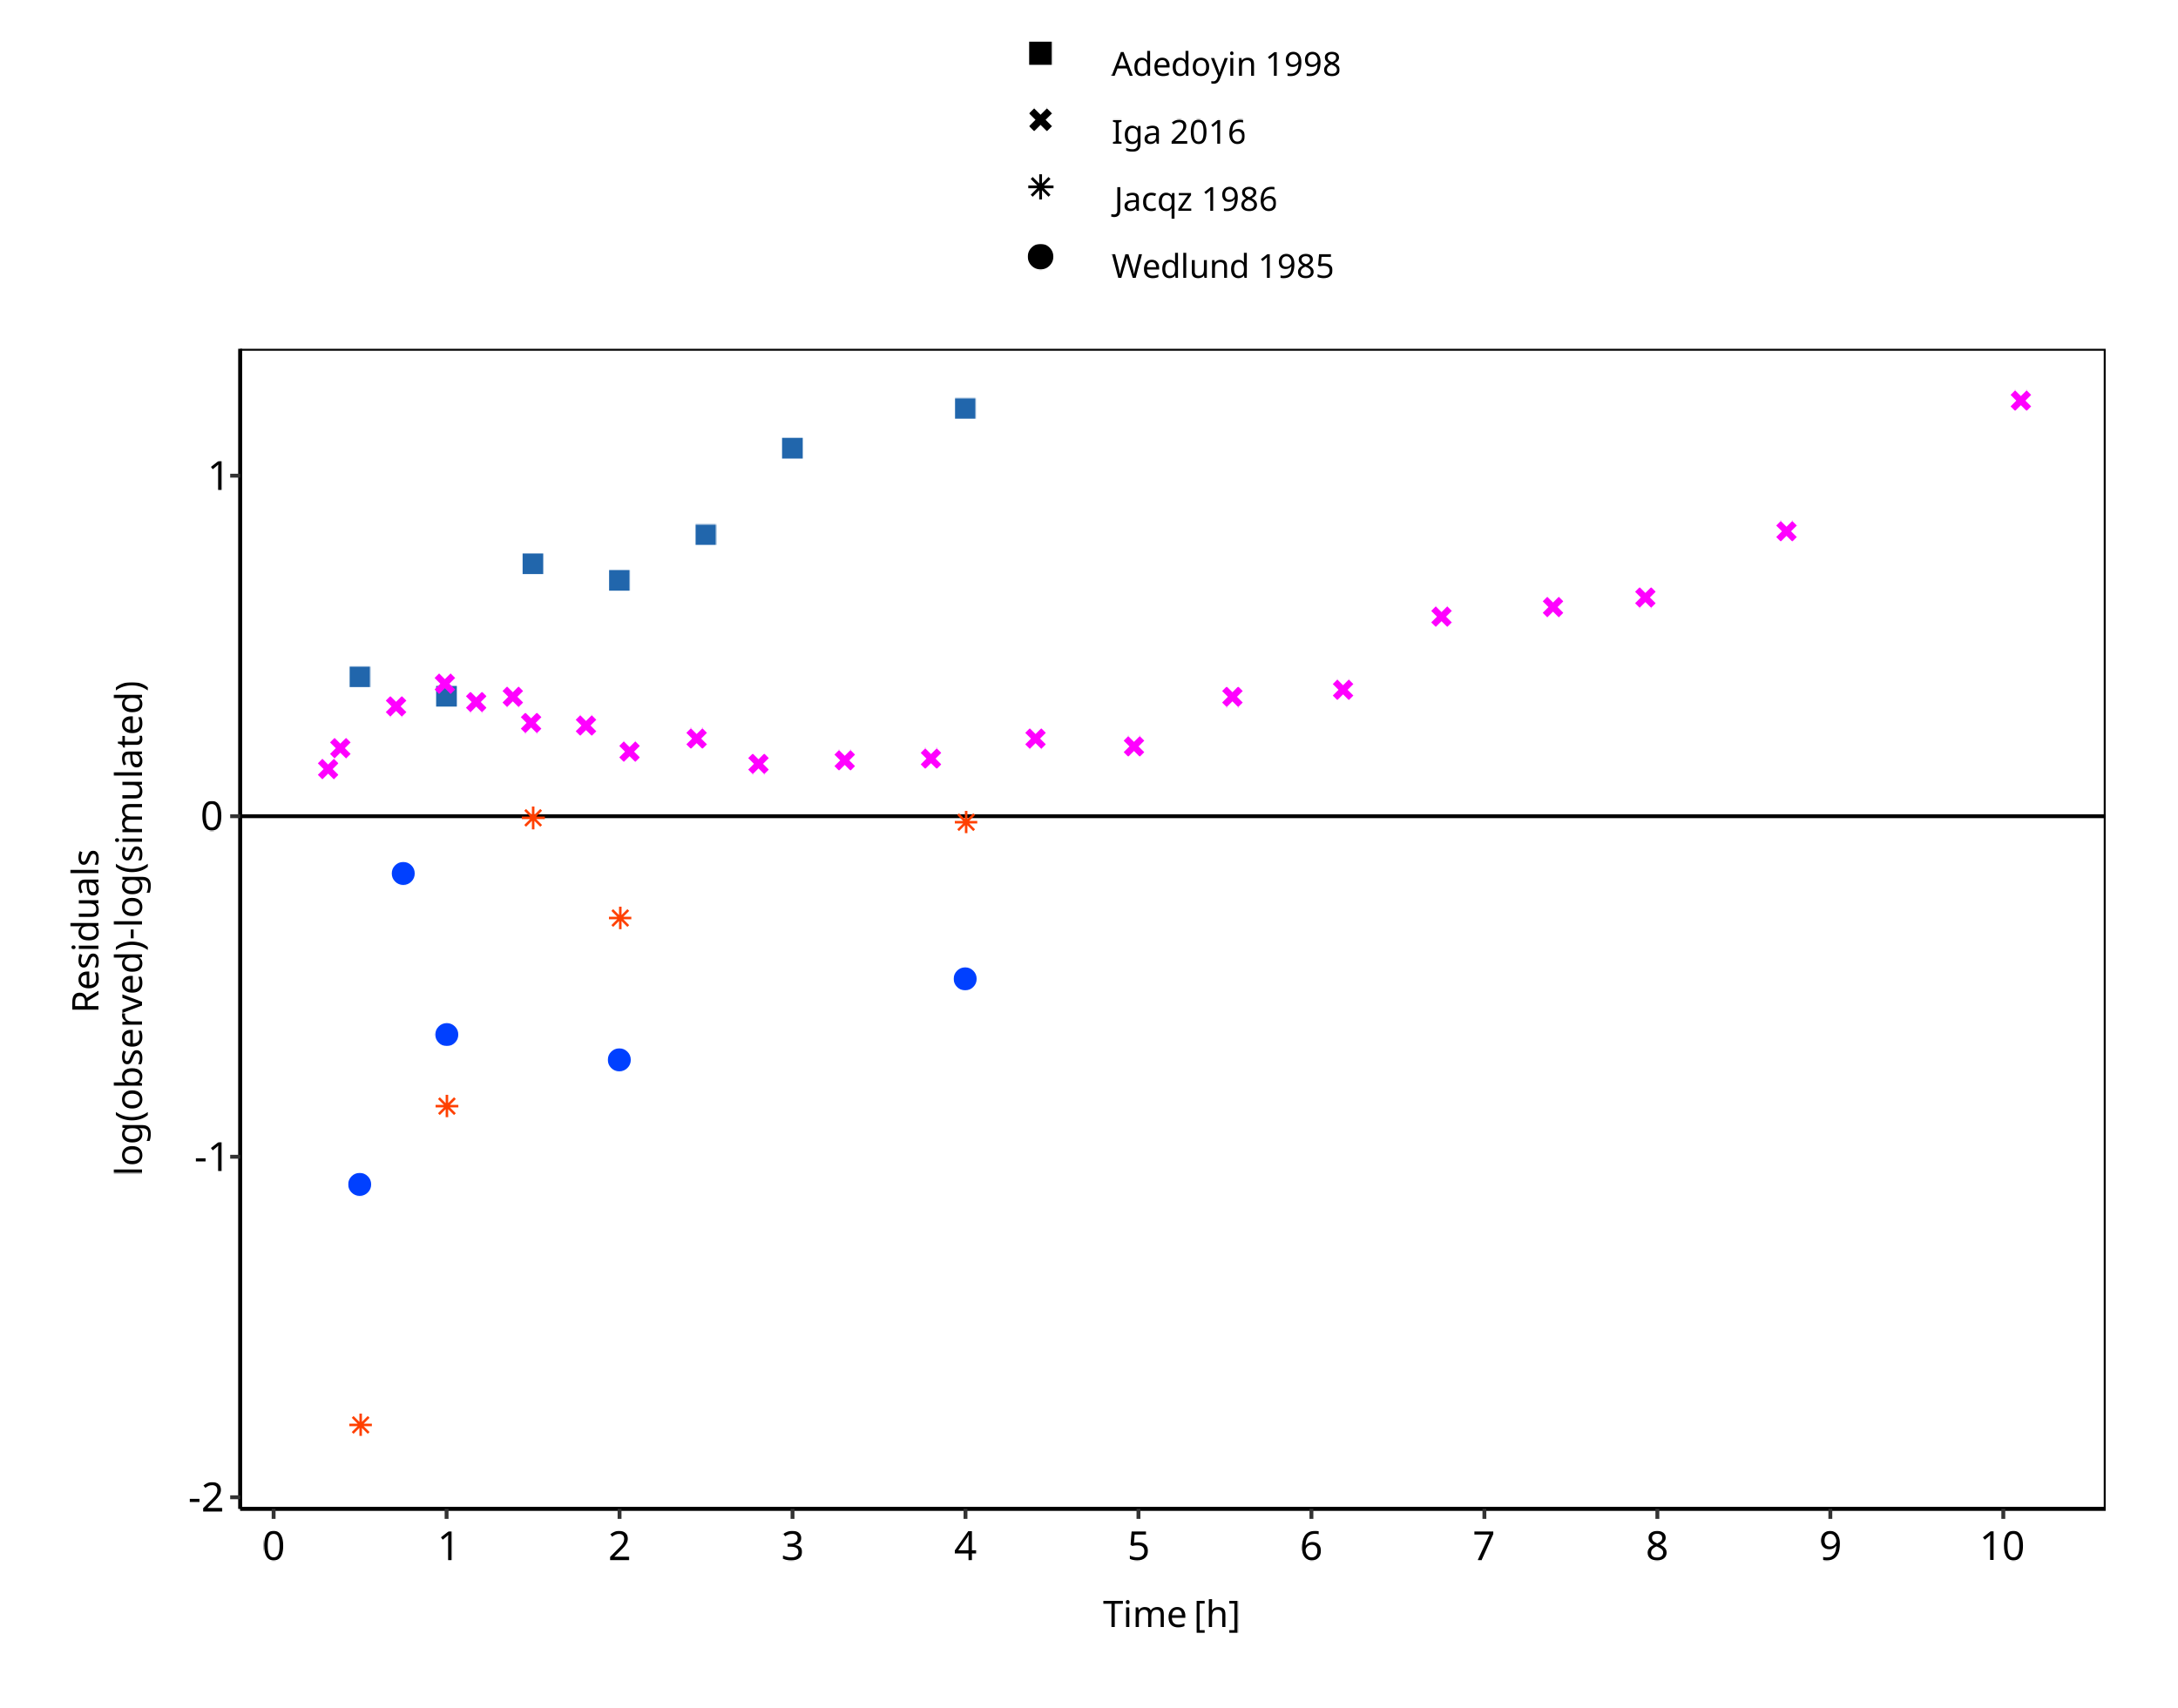 Adedoyin 1998
Iga 2016
Jacqz 1986
Wedlund 1985
Residuals
log(observed)-log(simulated)
1
0
-1
-2
0 1 2 3 4 5 6 7 8 9 10
Time [h]